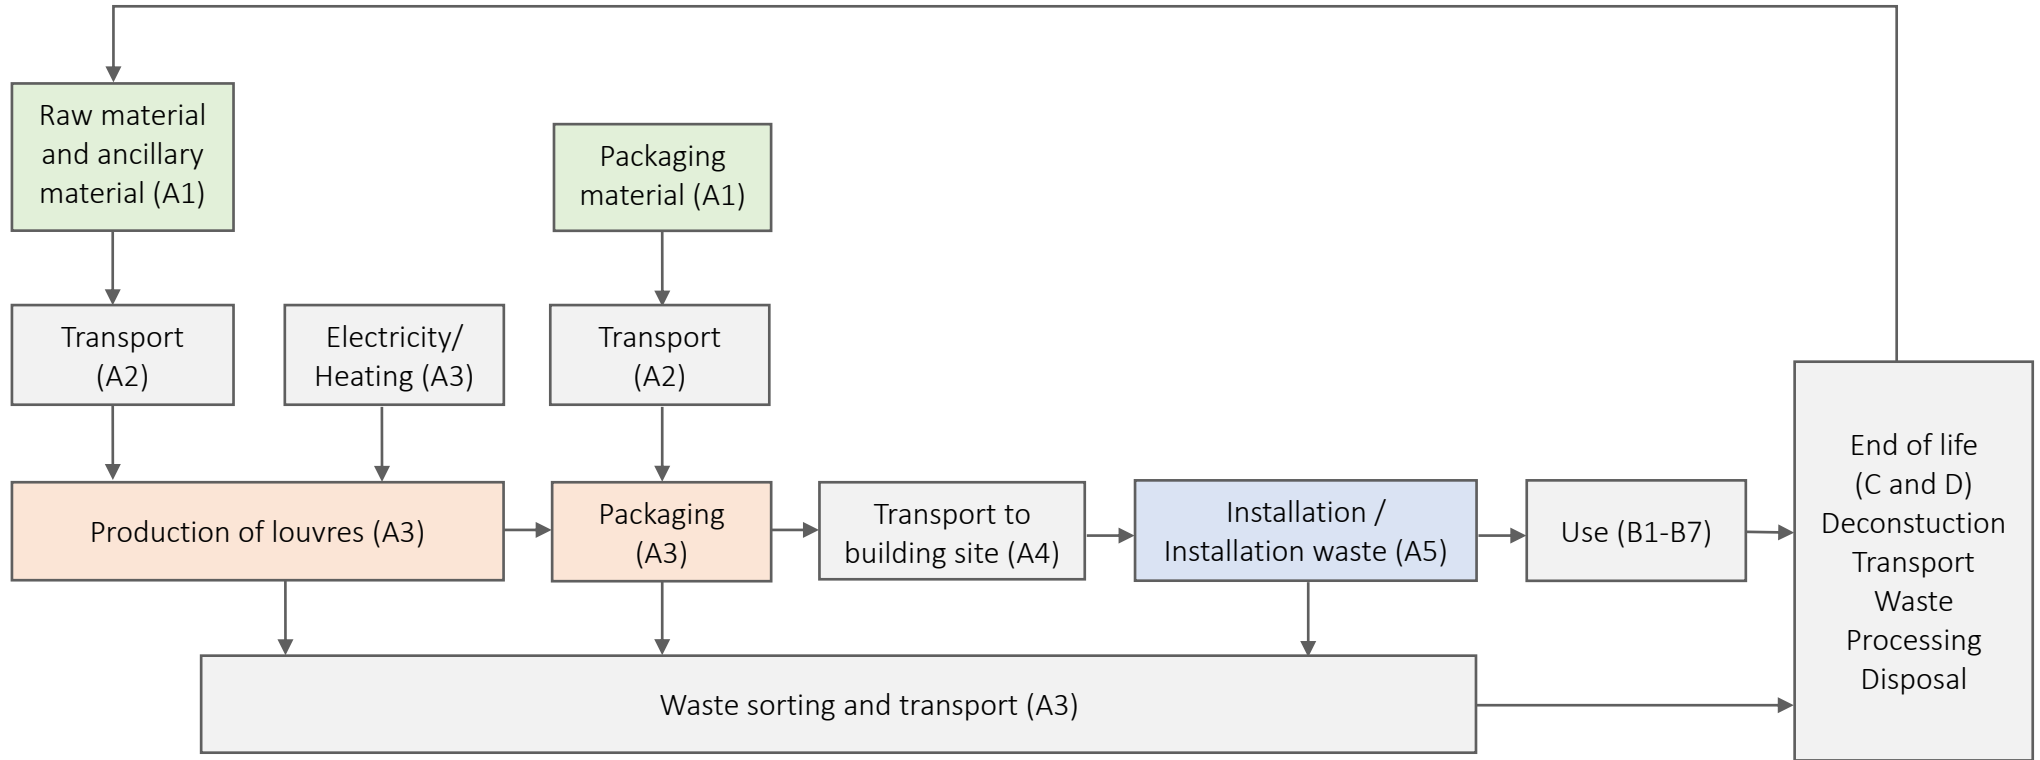 Raw material
and ancillary
material (A1)
Packaging
material (A1)
Transport
(A2)
Electricity/
Heating (A3)
Transport
(A2)
Production of louvres (A3)
Packaging
(A3)
Transport to
building site (A4)
Installation /
Installation waste (A5)
Use (B1-B7)
End of life
(C and D)
Deconstuction
Transport
Waste
Processing
Disposal
Waste sorting and transport (A3)